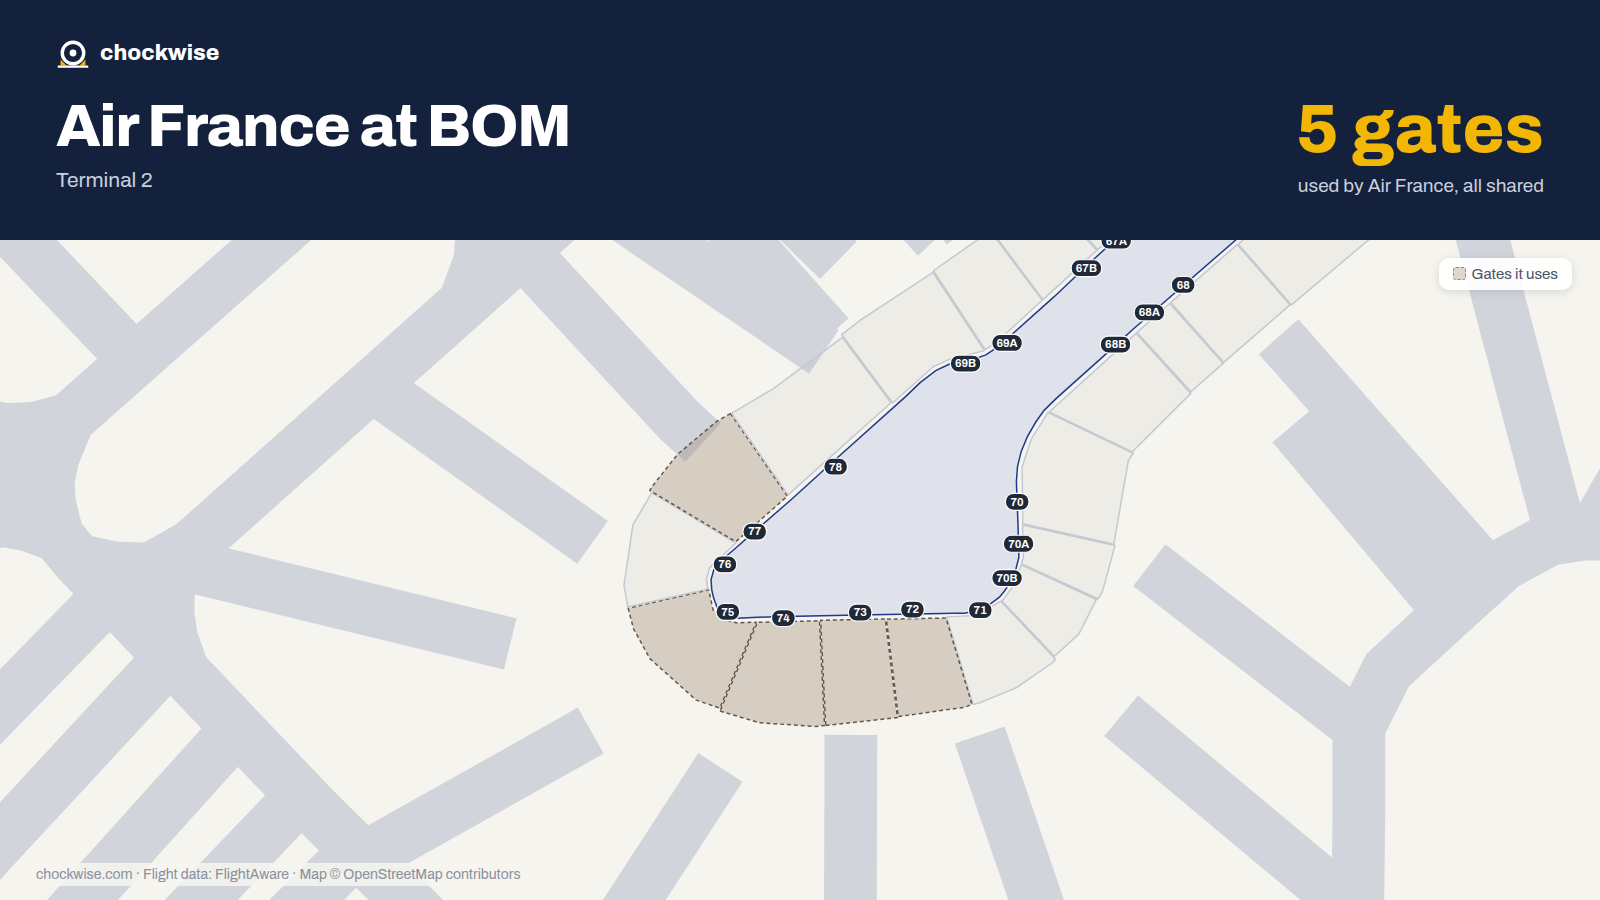 chockwise
Air France at BOM
Terminal 2
5 gates
used by Air France, all shared
Gates it uses
67A
67B
68
68A
69A
68B
69B
78
70
77
70A
76
70B
75
74
73
72
71
chockwise.com · Flight data: FlightAware · Map © OpenStreetMap contributors